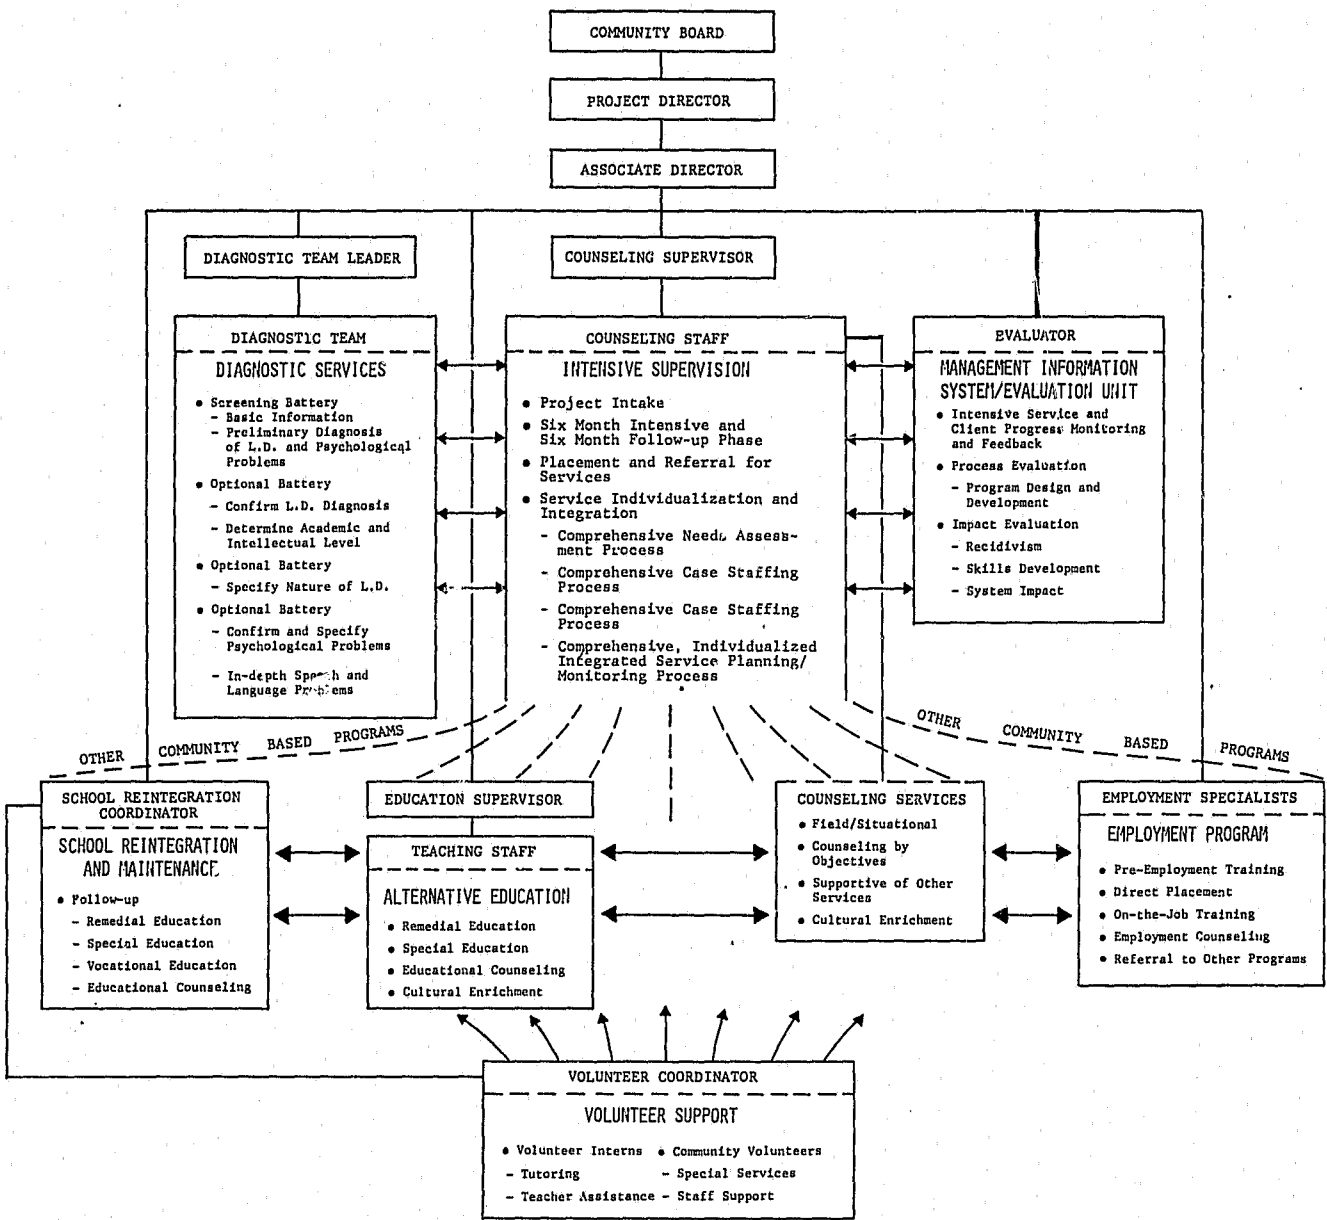 COMMUNITY BOARD
PROJECT DIRECTOR
ASSOCIATE DIRECTOR
DIAGNOSTIC TEAM LEADER
COUNSELING SUPERVISOR
DIAGNOSTIC TEAM
DIAGNOSTIC SERVICES
• Screening Battery
– Basic Information
– Preliminary Diagnosis
of L.D. and Psychological
Problems
• Optional Battery
– Confirm L.D. Diagnosis
– Determine Academic and
Intellectual Level
• Optional Battery
– Specify Nature of L.D.
• Optional Battery
– Confirm and Specify
Psychological Problems
– In-depth Speech and
Language Problems
COUNSELING STAFF
INTENSIVE SUPERVISION
• Project Intake
• Six Month Intensive and
Six Month Follow-up Phase
• Placement and Referral for
Services
• Service Individualization and
Integration
– Comprehensive Needs Assess-
ment Process
– Comprehensive Case Staffing
Process
– Comprehensive Case Staffing
Process
– Comprehensive, Individualized
Integrated Service Planning/
Monitoring Process
EVALUATOR
MANAGEMENT INFORMATION
SYSTEM/EVALUATION UNIT
• Intensive Service and
Client Progress Monitoring
and Feedback
• Process Evaluation
– Program Design and
Development
• Impact Evaluation
– Recidivism
– Skills Development
– System Impact
OTHER COMMUNITY BASED PROGRAMS
OTHER COMMUNITY BASED PROGRAMS
SCHOOL REINTEGRATION
COORDINATOR
SCHOOL REINTEGRATION
AND MAINTENANCE
• Follow-up
– Remedial Education
– Special Education
– Vocational Education
– Educational Counseling
EDUCATION SUPERVISOR
TEACHING STAFF
ALTERNATIVE EDUCATION
• Remedial Education
• Special Education
• Educational Counseling
• Cultural Enrichment
COUNSELING SERVICES
• Field/Situational
• Counseling by
Objectives
• Supportive of Other
Services
• Cultural Enrichment
EMPLOYMENT SPECIALISTS
EMPLOYMENT PROGRAM
• Pre-Employment Training
• Direct Placement
• On-the-Job Training
• Employment Counseling
• Referral to Other Programs
VOLUNTEER COORDINATOR
VOLUNTEER SUPPORT
• Volunteer Interns • Community Volunteers
– Tutoring – Special Services
– Teacher Assistance – Staff Support